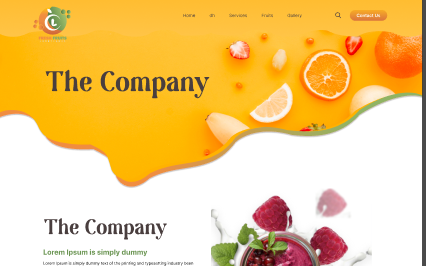 Home
Services
Fruits
Gallery
Contact Us
The Company
The Company
Lorem Ipsum is simply dummy
Lorem Ipsum is simply dummy text of the printing and typesetting industry been